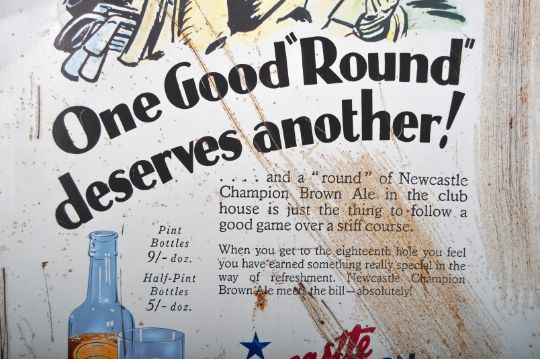 One Good "Round"
deserves another!
. . . . and a "round" of Newcastle
Champion Brown Ale in the club
house is just the thing to follow a
good game over a stiff course.
When you get to the eighteenth hole you feel
you have earned something really special in the
way of refreshment. Newcastle Champion
Brown Ale meets the bill—absolutely!
Pint
Bottles
9/- doz.
Half-Pint
Bottles
5/- doz.